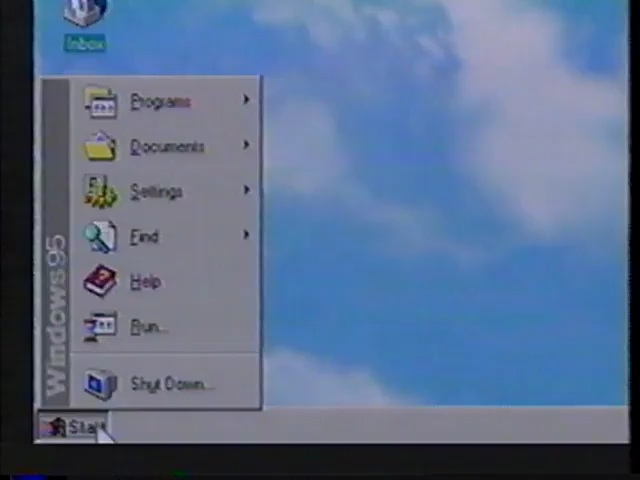 Inbox
Programs
Documents
Settings
Find
Help
Run...
Shut Down...
Windows95
Start